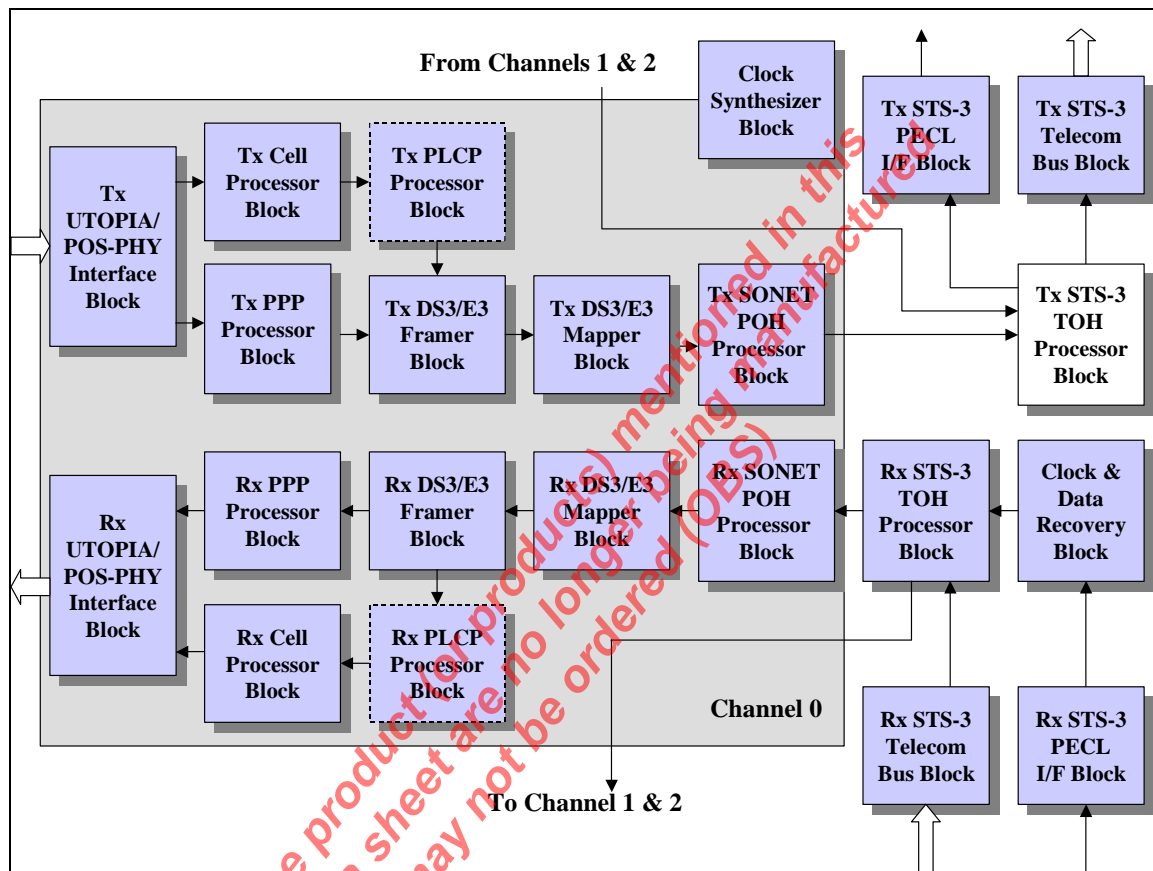 From Channels 1 & 2
Clock
Synthesizer
Block
Tx STS-3
PECL
I/F Block
Tx STS-3
Telecom
Bus Block
Tx
UTOPIA/
POS-PHY
Interface
Block
Tx Cell
Processor
Block
Tx PLCP
Processor
Block
Tx PPP
Processor
Block
Tx DS3/E3
Framer
Block
Tx DS3/E3
Mapper
Block
Tx SONET
POH
Processor
Block
Tx STS-3
TOH
Processor
Block
Rx
UTOPIA/
POS-PHY
Interface
Block
Rx PPP
Processor
Block
Rx DS3/E3
Framer
Block
Rx DS3/E3
Mapper
Block
Rx SONET
POH
Processor
Block
Rx STS-3
TOH
Processor
Block
Clock &
Data
Recovery
Block
Rx Cell
Processor
Block
Rx PLCP
Processor
Block
Channel 0
Rx STS-3
Telecom
Bus Block
Rx STS-3
PECL
I/F Block
To Channel 1 & 2
e product (or products) mentioned in this
sheet are no longer being manufactured
may not be ordered (OBS)